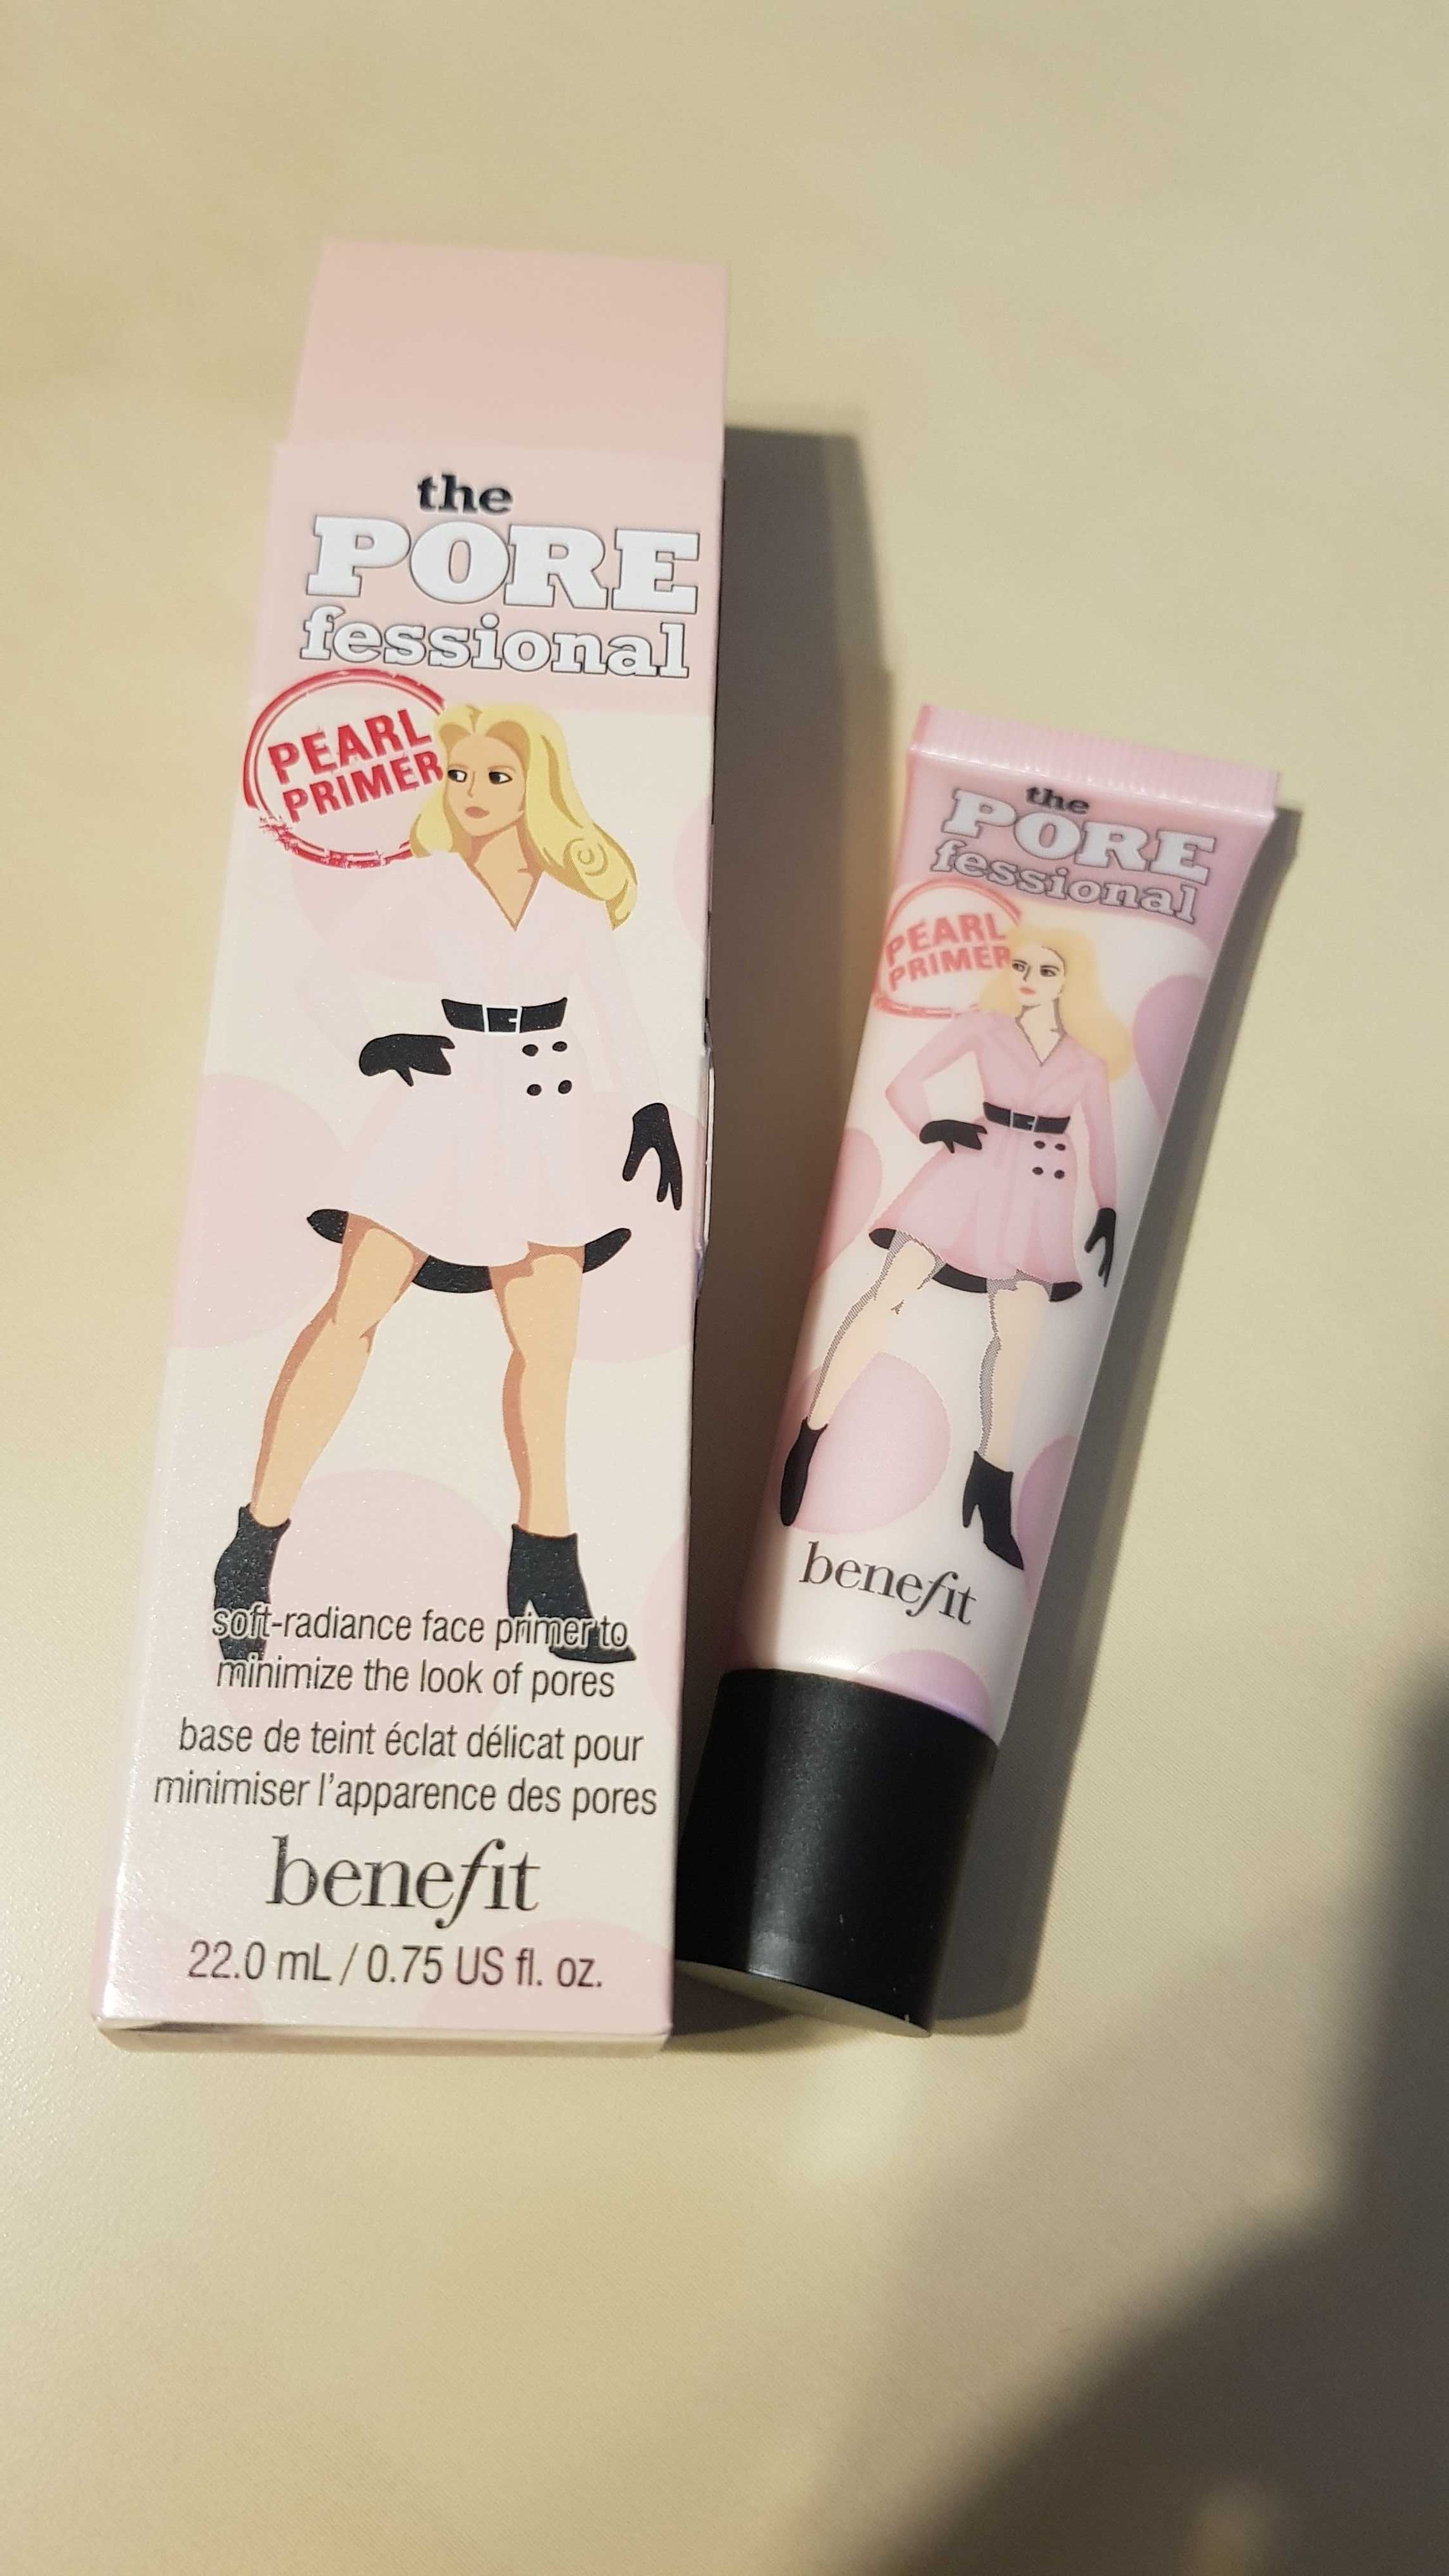 the
PORE
fessional
PEARL
PRIMER
soft-radiance face primer to
minimize the look of pores
base de teint éclat délicat pour
minimiser l'apparence des pores
benefit
22.0 mL / 0.75 US fl. oz.
the
PORE
fessional
PEARL
PRIMER
benefit